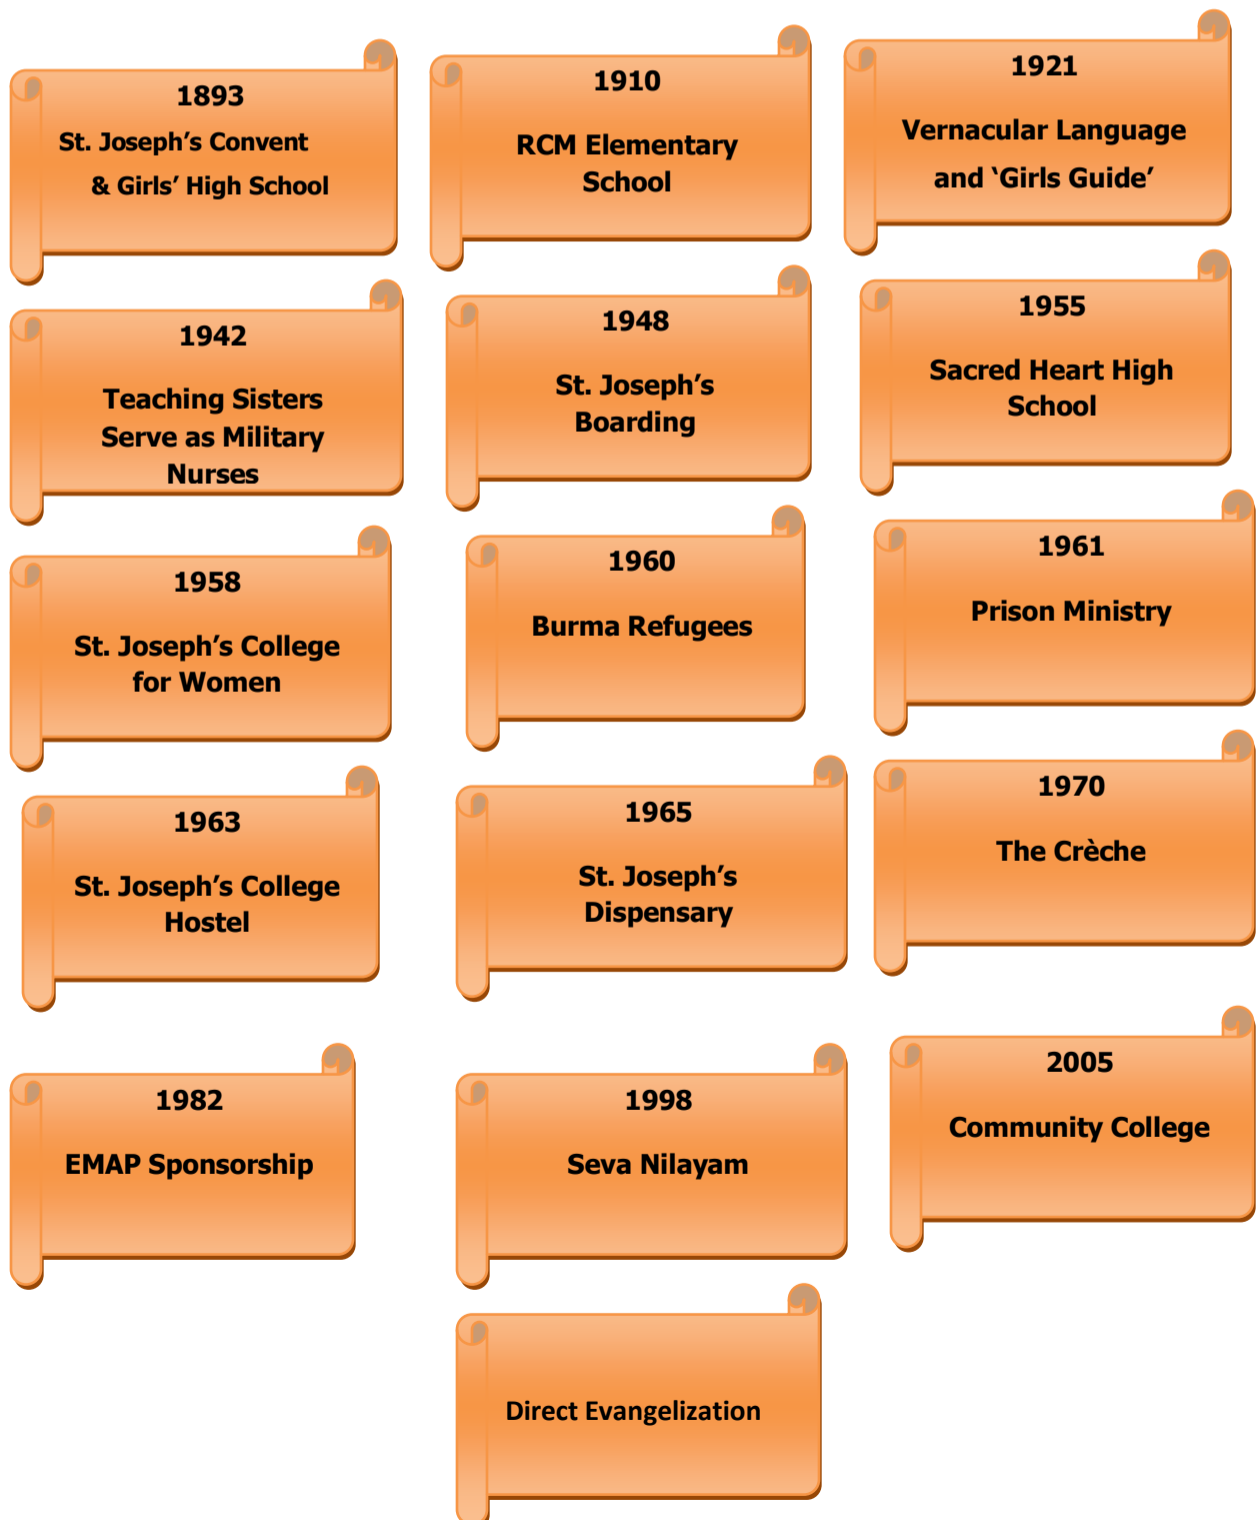 1893
St. Joseph’s Convent
& Girls’ High School
1910
RCM Elementary
School
1921
Vernacular Language
and ‘Girls Guide’
1942
Teaching Sisters
Serve as Military
Nurses
1948
St. Joseph’s
Boarding
1955
Sacred Heart High
School
1958
St. Joseph’s College
for Women
1960
Burma Refugees
1961
Prison Ministry
1963
St. Joseph’s College
Hostel
1965
St. Joseph’s
Dispensary
1970
The Crèche
1982
EMAP Sponsorship
1998
Seva Nilayam
2005
Community College
Direct Evangelization